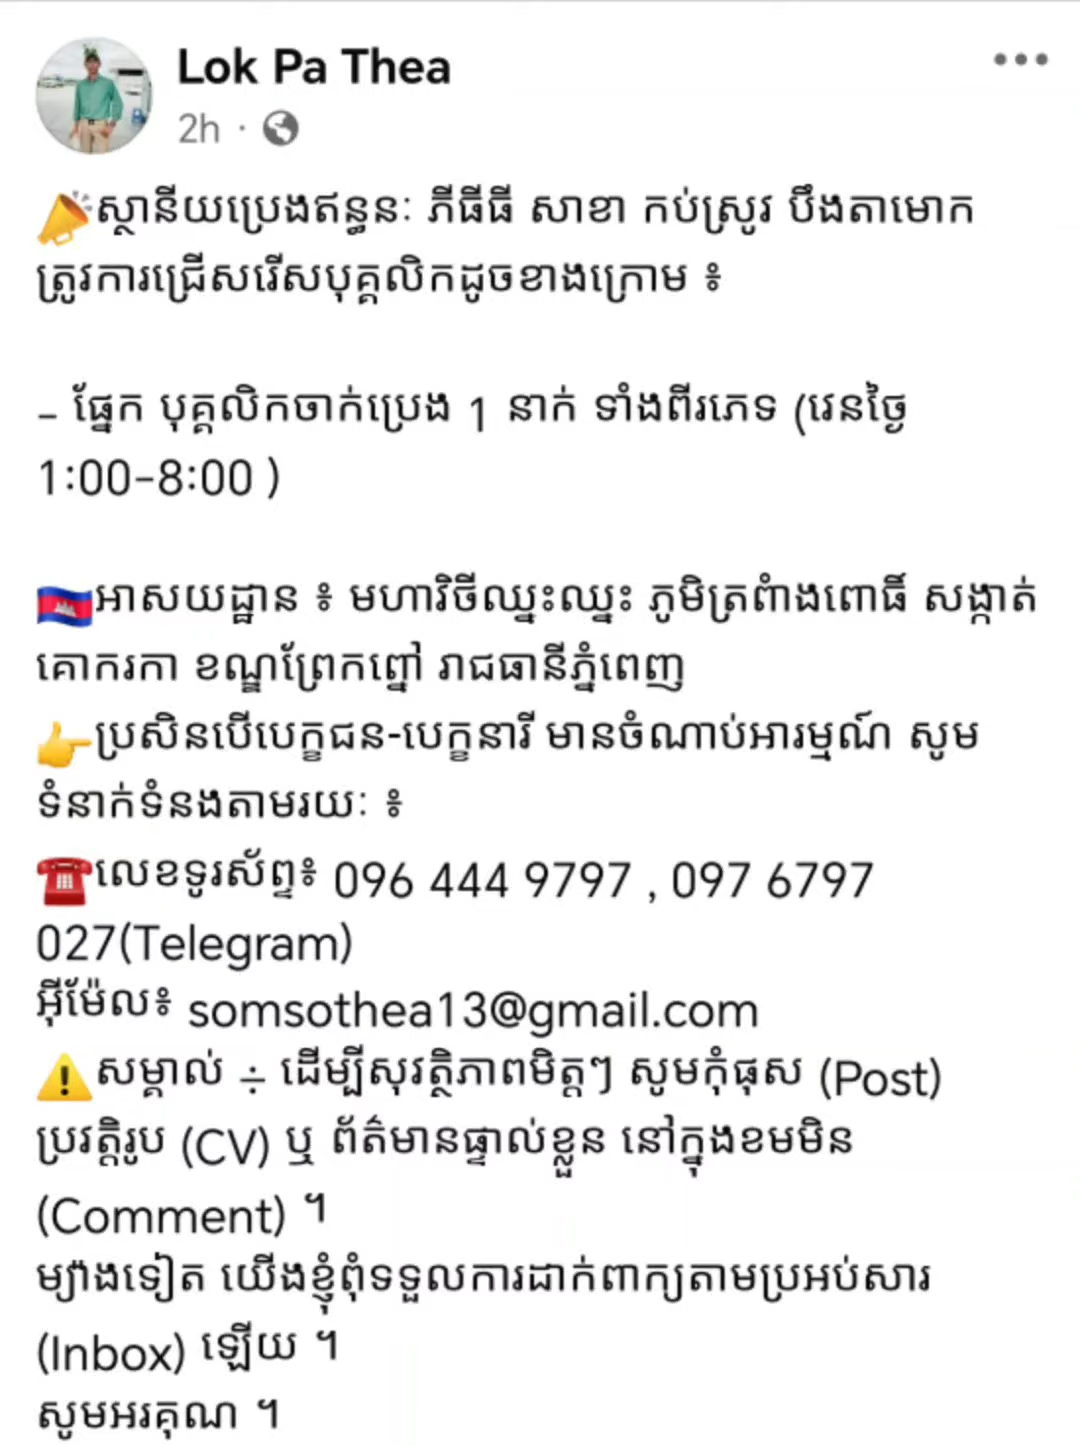 Lok Pa Thea
2h ·
📣ស្ថានីយប្រេងឥន្ធនៈ ភីធីធី សាខា កប់ស្រូវ បឹងតាមោក
ត្រូវការជ្រើសរើសបុគ្គលិកដូចខាងក្រោម ៖
– ផ្នែក បុគ្គលិកចាក់ប្រេង 1 នាក់ ទាំងពីរភេទ (វេនថ្ងៃ
1:00-8:00 )
🇰🇭អាសយដ្ឋាន ៖ មហាវិថីឈ្នះឈ្នះ ភូមិត្រពំាងពោធិ៍ សង្កាត់
គោករកា ខណ្ឌព្រែកព្នៅ រាជធានីភ្នំពេញ
👉ប្រសិនបើបេក្ខជន-បេក្ខនារី មានចំណាប់អារម្មណ៍ សូម
ទំនាក់ទំនងតាមរយៈ ៖
☎️លេខទូរស័ព្ទ៖ 096 444 9797 , 097 6797
027(Telegram)
អ៊ីម៉ែល៖ somsothea13@gmail.com
⚠️សម្គាល់ ÷ ដើម្បីសុវត្ថិភាពមិត្តៗ សូមកុំផុស (Post)
ប្រវត្តិរូប (CV) ឬ ព័ត៌មានផ្ទាល់ខ្លួន នៅក្នុងខមមិន
(Comment) ។
ម្យ៉ាងទៀត យើងខ្ញុំពុំទទួលការដាក់ពាក្យតាមប្រអប់សារ
(Inbox) ឡើយ ។
សូមអរគុណ ។